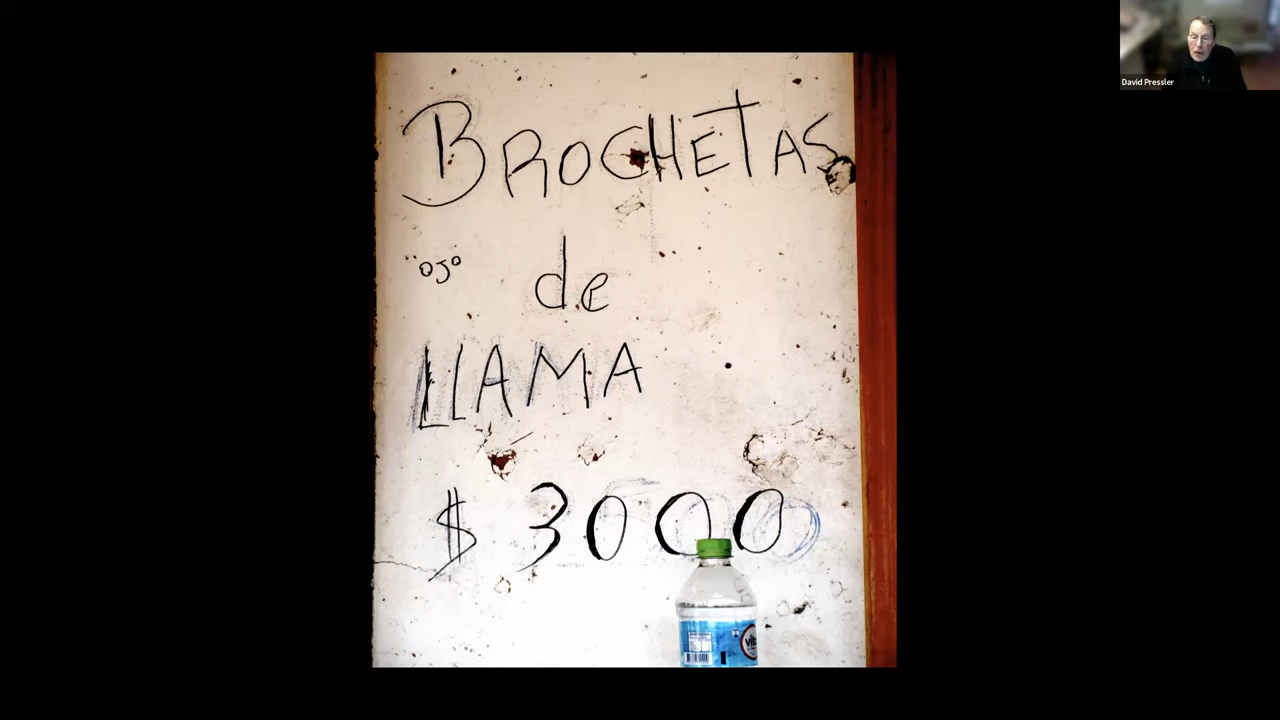 BROCHETAS
"ojo"
de
LLAMA
$ 3000
David Pressler